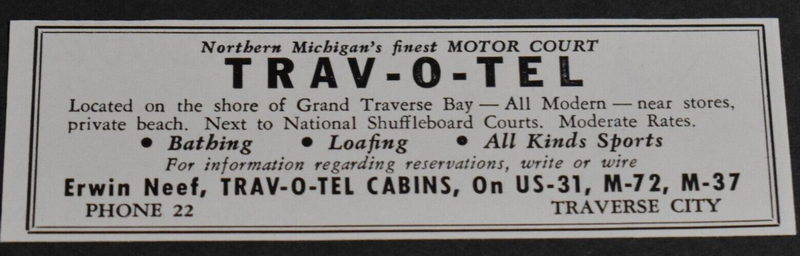 Northern Michigan's finest MOTOR COURT
TRAV-O-TEL
Located on the shore of Grand Traverse Bay — All Modern — near stores,
private beach. Next to National Shuffleboard Courts. Moderate Rates.
• Bathing • Loafing • All Kinds Sports
For information regarding reservations, write or wire
Erwin Neef, TRAV-O-TEL CABINS, On US-31, M-72, M-37
PHONE 22 TRAVERSE CITY